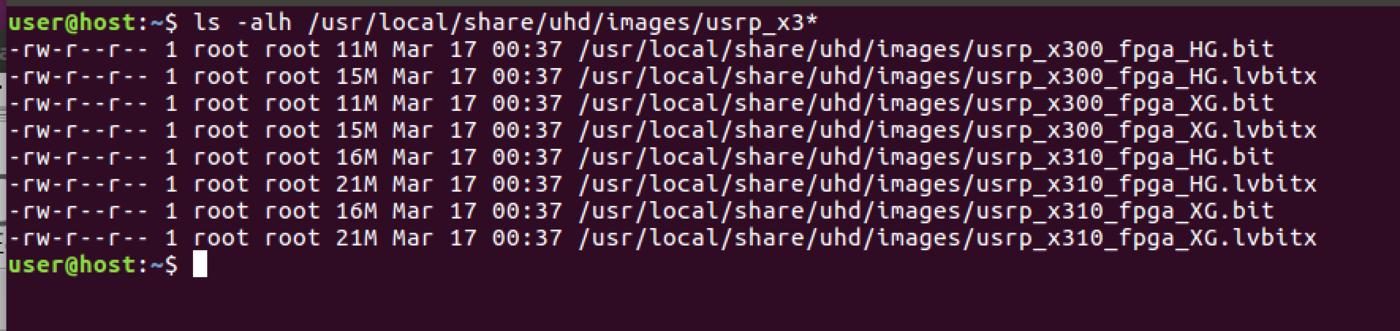 user@host:~$ ls -alh /usr/local/share/uhd/images/usrp_x3*
-rw-r--r-- 1 root root 11M Mar 17 00:37 /usr/local/share/uhd/images/usrp_x300_fpga_HG.bit
-rw-r--r-- 1 root root 15M Mar 17 00:37 /usr/local/share/uhd/images/usrp_x300_fpga_HG.lvbitx
-rw-r--r-- 1 root root 11M Mar 17 00:37 /usr/local/share/uhd/images/usrp_x300_fpga_XG.bit
-rw-r--r-- 1 root root 15M Mar 17 00:37 /usr/local/share/uhd/images/usrp_x300_fpga_XG.lvbitx
-rw-r--r-- 1 root root 16M Mar 17 00:37 /usr/local/share/uhd/images/usrp_x310_fpga_HG.bit
-rw-r--r-- 1 root root 21M Mar 17 00:37 /usr/local/share/uhd/images/usrp_x310_fpga_HG.lvbitx
-rw-r--r-- 1 root root 16M Mar 17 00:37 /usr/local/share/uhd/images/usrp_x310_fpga_XG.bit
-rw-r--r-- 1 root root 21M Mar 17 00:37 /usr/local/share/uhd/images/usrp_x310_fpga_XG.lvbitx
user@host:~$